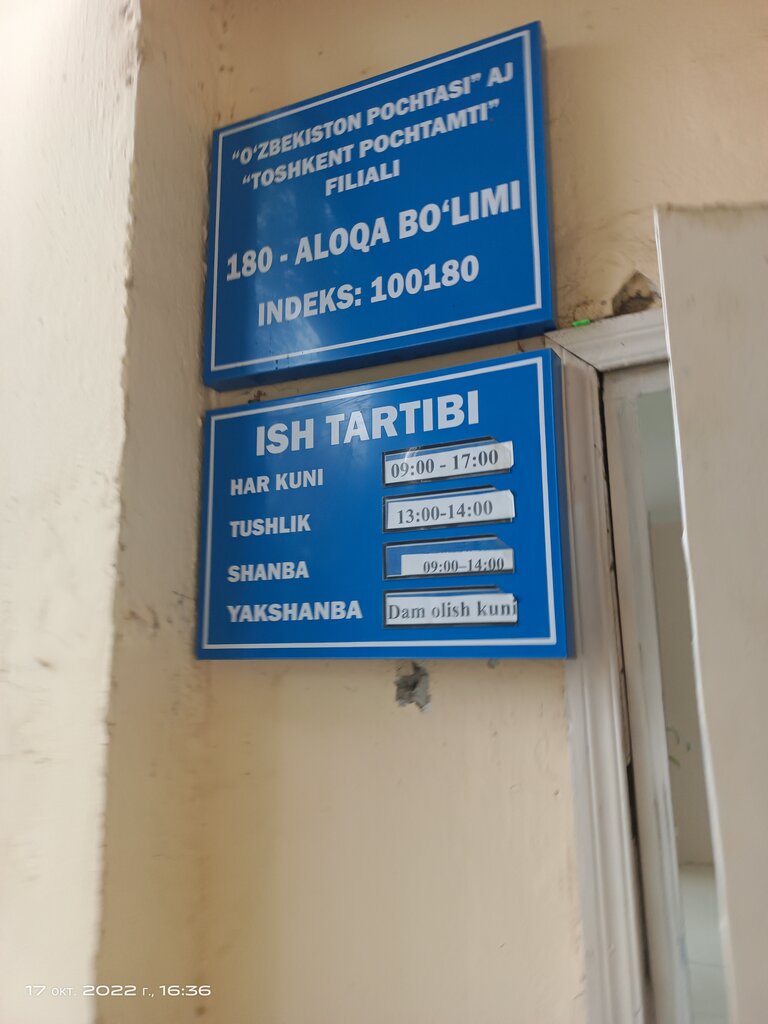 "O‘ZBEKISTON POCHTASI" AJ
"TOSHKENT POCHTAMTI"
FILIALI
180 - ALOQA BO‘LIMI
INDEKS: 100180
ISH TARTIBI
HAR KUNI 09:00 - 17:00
TUSHLIK 13:00-14:00
SHANBA 09:00–14:00
YAKSHANBA Dam olish kuni
17 окт. 2022 г., 16:36